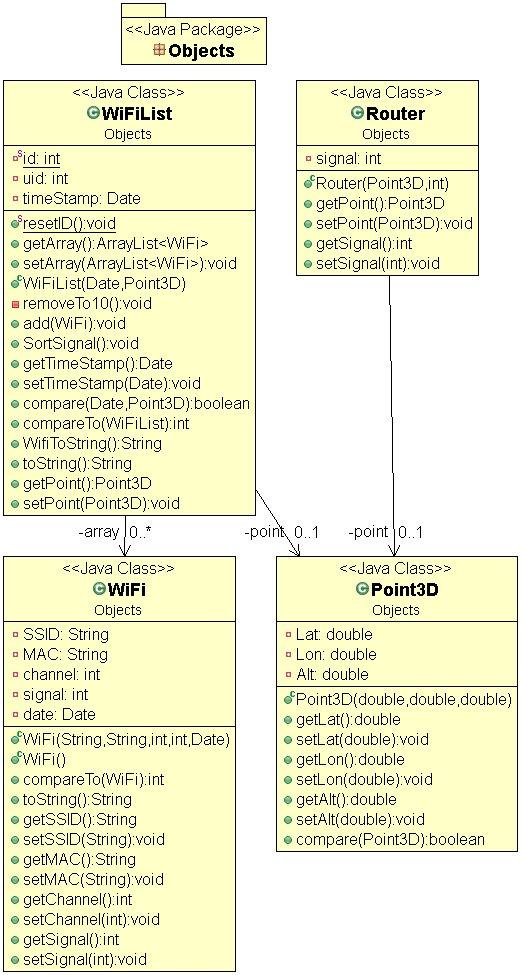 <<Java Package>>
Objects
<<Java Class>>
WiFiList
Objects
id: int
uid: int
timeStamp: Date
resetID():void
getArray():ArrayList<WiFi>
setArray(ArrayList<WiFi>):void
WiFiList(Date,Point3D)
removeTo10():void
add(WiFi):void
SortSignal():void
getTimeStamp():Date
setTimeStamp(Date):void
compare(Date,Point3D):boolean
compareTo(WiFiList):int
WifiToString():String
toString():String
getPoint():Point3D
setPoint(Point3D):void
<<Java Class>>
Router
Objects
signal: int
Router(Point3D,int)
getPoint():Point3D
setPoint(Point3D):void
getSignal():int
setSignal(int):void
-array 0..*
-point 0..1
-point 0..1
<<Java Class>>
WiFi
Objects
SSID: String
MAC: String
channel: int
signal: int
date: Date
WiFi(String,String,int,int,Date)
WiFi()
compareTo(WiFi):int
toString():String
getSSID():String
setSSID(String):void
getMAC():String
setMAC(String):void
getChannel():int
setChannel(int):void
getSignal():int
setSignal(int):void
<<Java Class>>
Point3D
Objects
Lat: double
Lon: double
Alt: double
Point3D(double,double,double)
getLat():double
setLat(double):void
getLon():double
setLon(double):void
getAlt():double
setAlt(double):void
compare(Point3D):boolean